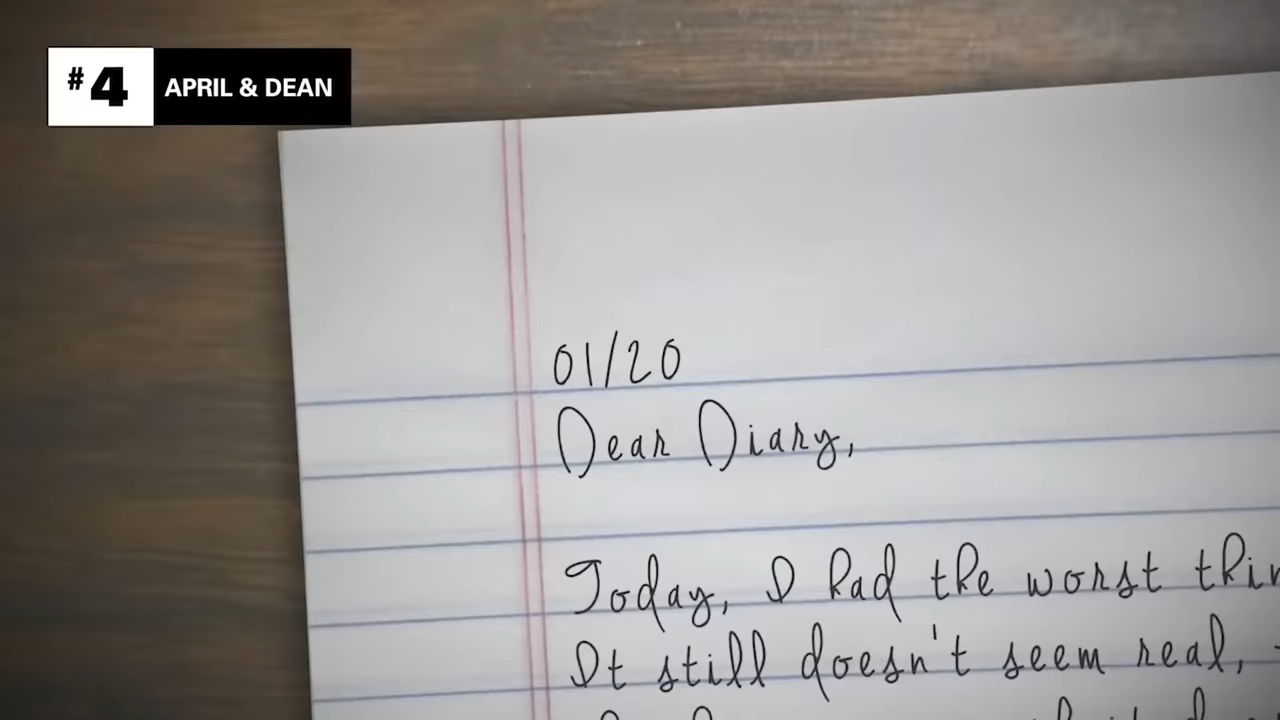 #4 APRIL & DEAN
01/20
Dear Diary,
Today, I had the worst
It still doesn't seem real,